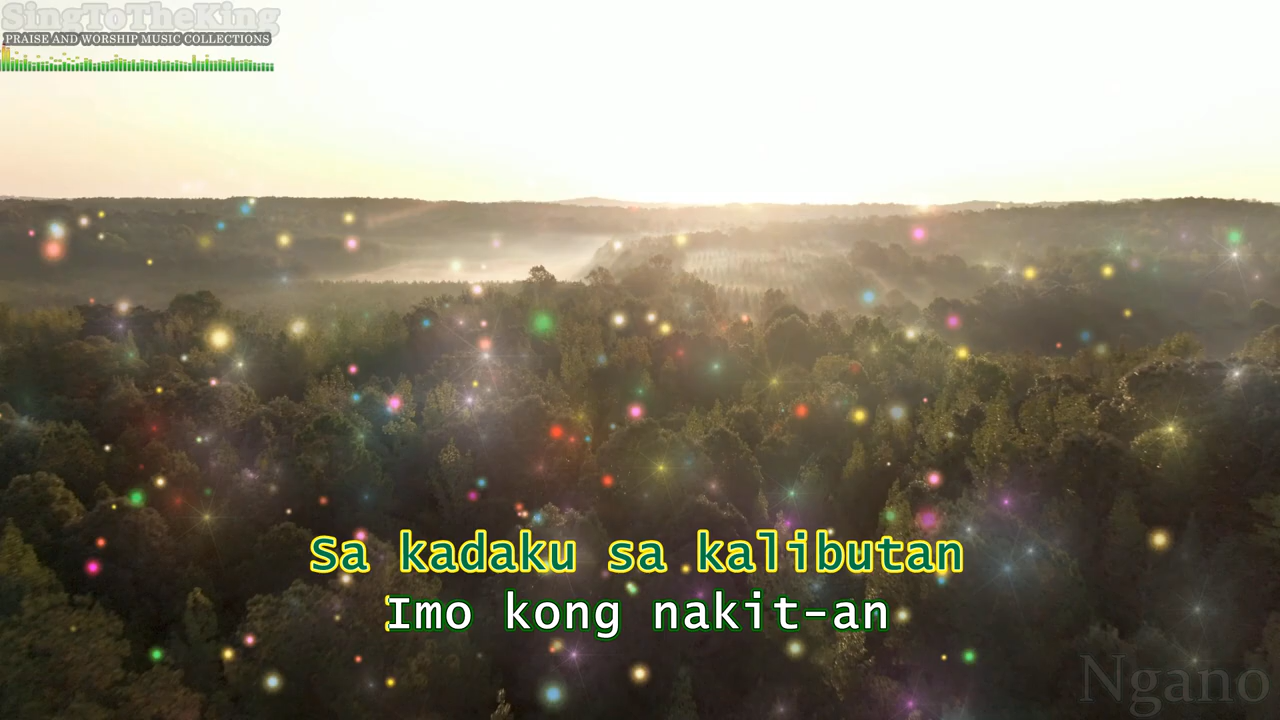 SingToTheKing
PRAISE AND WORSHIP MUSIC COLLECTIONS
Sa kadaku sa kalibutan
Imo kong nakit-an
Ngano